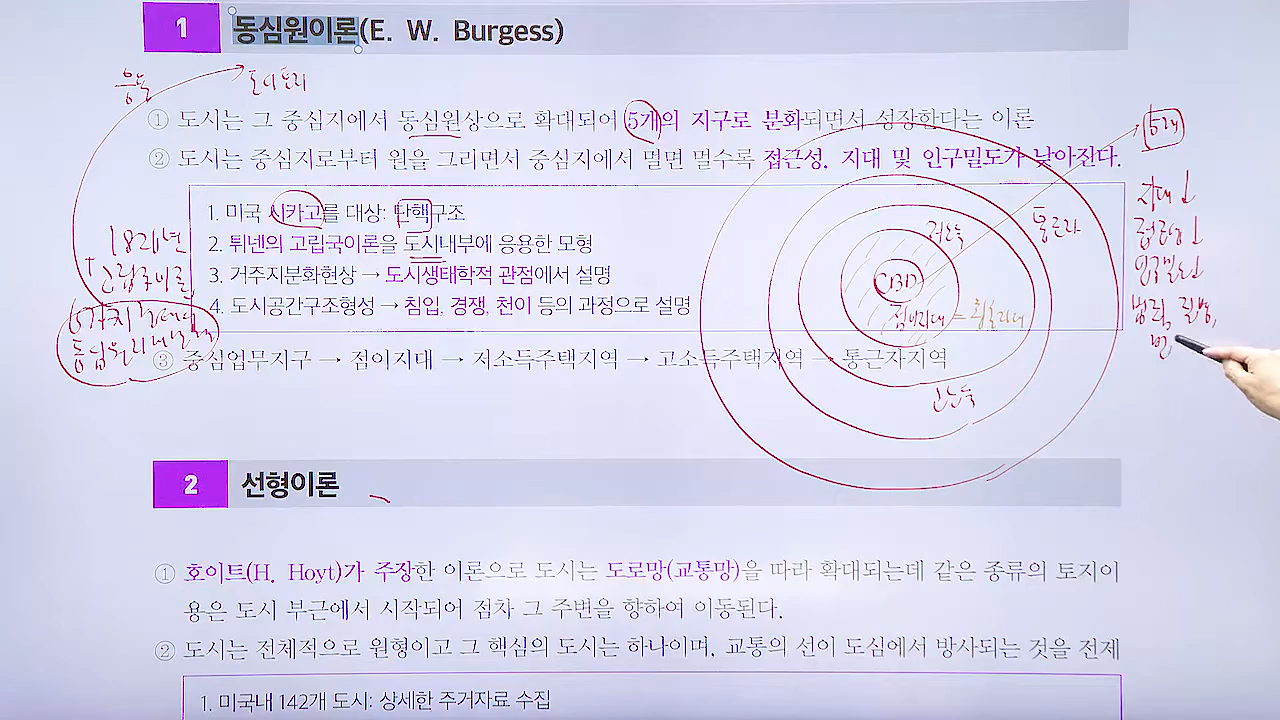 1 동심원이론(E. W. Burgess)
응용
① 도시는 그 중심지에서 동심원상으로 확대되어 5개의 지구로 분화되면서 성장한다는 이론
5개
② 도시는 중심지로부터 원을 그리면서 중심지에서 멀면 멀수록 접근성, 지대 및 인구밀도가 낮아진다.
1. 미국 시카고를 대상: 단핵구조
2. 튀넨의 고립국이론을 도시내부에 응용한 모형
3. 거주지분화현상 → 도시생태학적 관점에서 설명
4. 도시공간구조형성 → 침입, 경쟁, 천이 등의 과정으로 설명
1826년
고립국이론
저소득
통근자
CBD
점이지대 =
고소득
지대↓
접근성↓
인구밀도↓
범죄, 질병,
③ 중심업무지구 → 점이지대 → 저소득주택지역 → 고소득주택지역 → 통근자지역
2 선형이론
① 호이트(H. Hoyt)가 주장한 이론으로 도시는 도로망(교통망)을 따라 확대되는데 같은 종류의 토지이
용은 도시 부근에서 시작되어 점차 그 주변을 향하여 이동된다.
② 도시는 전체적으로 원형이고 그 핵심의 도시는 하나이며, 교통의 선이 도심에서 방사되는 것을 전제
1. 미국내 142개 도시: 상세한 주거자료 수집